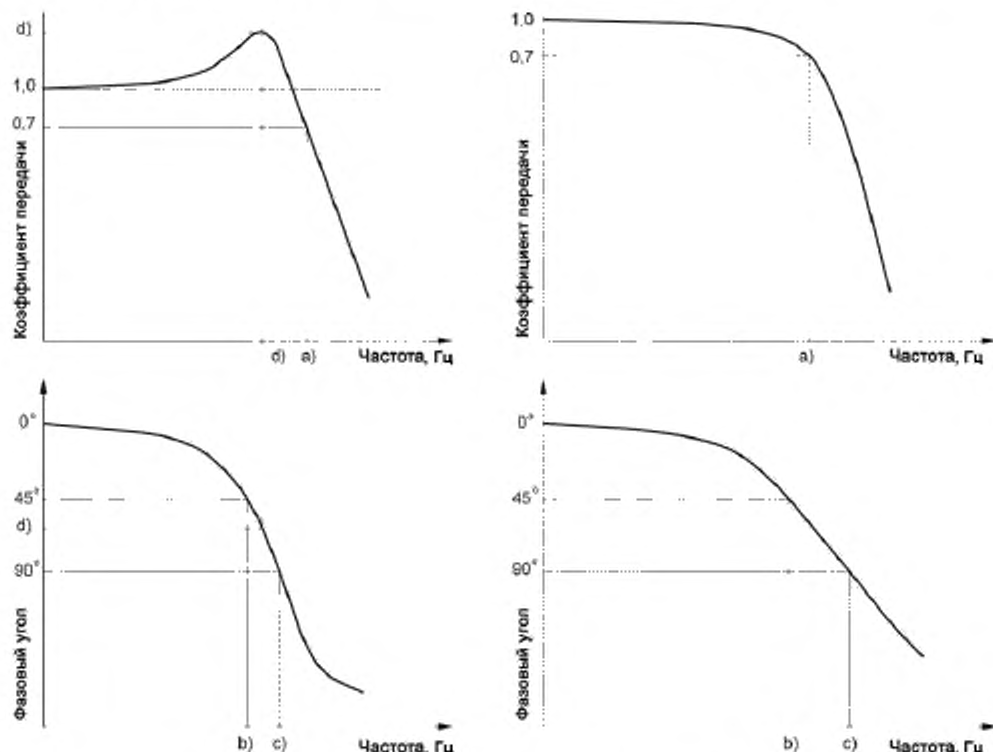 d)
1,0
0,7
Коэффициент передачи
d) a) Частота, Гц
1,0
0,7
Коэффициент передачи
a) Частота, Гц
0°
45°
d)
90°
Фазовый угол
b) c) Частота, Гц
0°
45°
90°
Фазовый угол
b) c) Частота, Гц